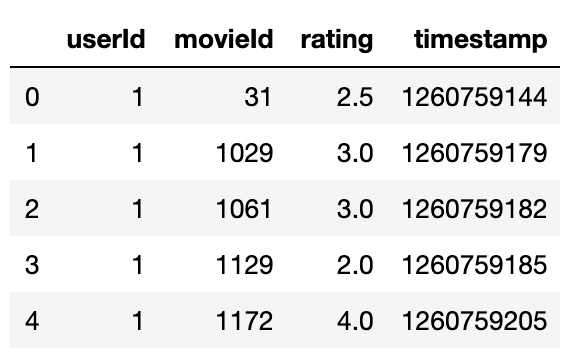 userId movieId rating timestamp
0 1 31 2.5 1260759144
1 1 1029 3.0 1260759179
2 1 1061 3.0 1260759182
3 1 1129 2.0 1260759185
4 1 1172 4.0 1260759205